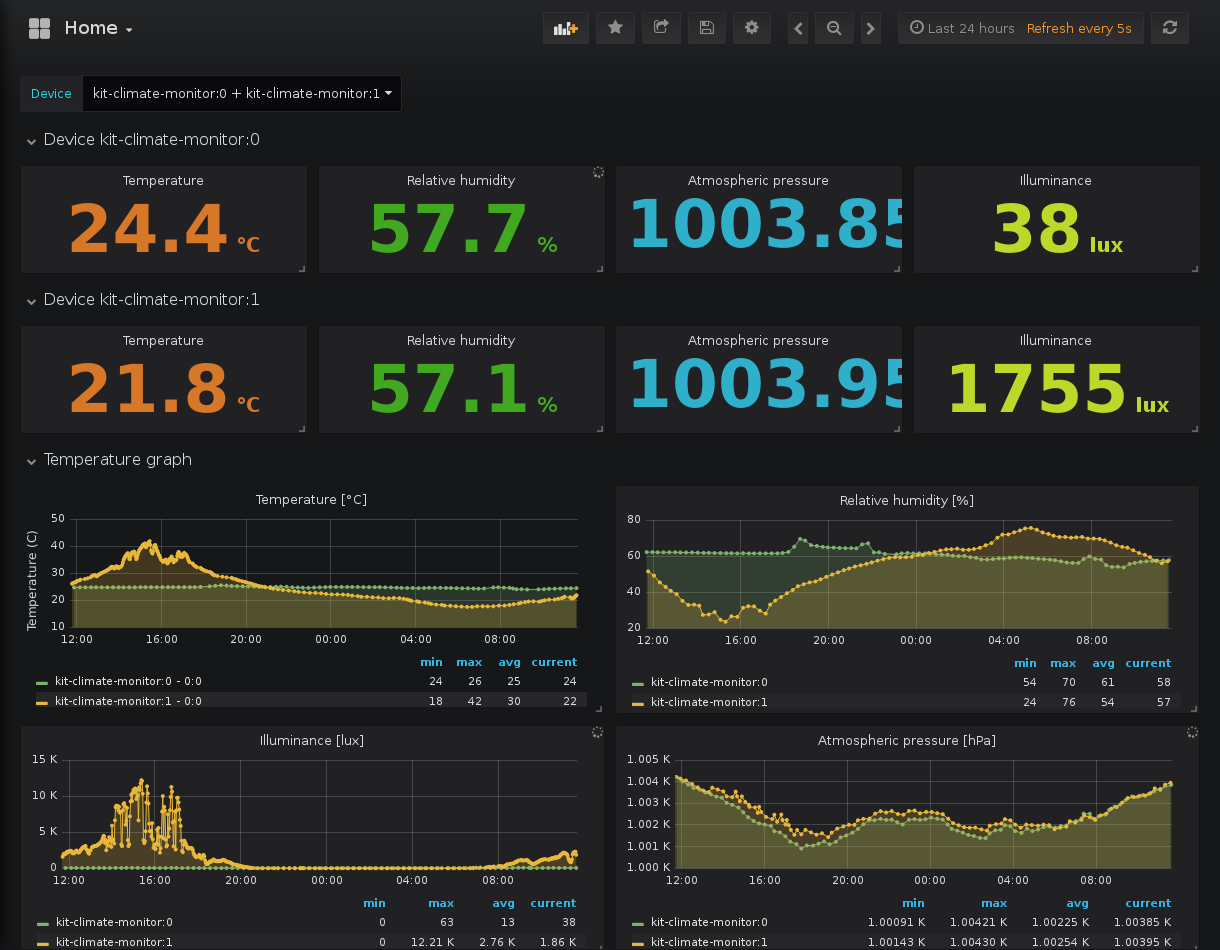 Home
Last 24 hours Refresh every 5s
Device kit-climate-monitor:0 + kit-climate-monitor:1
Device kit-climate-monitor:0
Temperature Relative humidity Atmospheric pressure Illuminance
24.4 °C 57.7 % 1003.85 38 lux
Device kit-climate-monitor:1
Temperature Relative humidity Atmospheric pressure Illuminance
21.8 °C 57.1 % 1003.95 1755 lux
Temperature graph
Temperature [°C]
Temperature (C)
50
40
30
20
10
12:00 16:00 20:00 00:00 04:00 08:00
min max avg current
kit-climate-monitor:0 - 0:0 24 26 25 24
kit-climate-monitor:1 - 0:0 18 42 30 22
Relative humidity [%]
80
60
40
20
12:00 16:00 20:00 00:00 04:00 08:00
min max avg current
kit-climate-monitor:0 54 70 61 58
kit-climate-monitor:1 24 76 54 57
Illuminance [lux]
15 K
10 K
5 K
0
12:00 16:00 20:00 00:00 04:00 08:00
min max avg current
kit-climate-monitor:0 0 63 13 38
kit-climate-monitor:1 0 12.21 K 2.76 K 1.86 K
Atmospheric pressure [hPa]
1.005 K
1.004 K
1.003 K
1.002 K
1.001 K
1.000 K
12:00 16:00 20:00 00:00 04:00 08:00
min max avg current
kit-climate-monitor:0 1.00091 K 1.00421 K 1.00225 K 1.00385 K
kit-climate-monitor:1 1.00143 K 1.00430 K 1.00254 K 1.00395 K